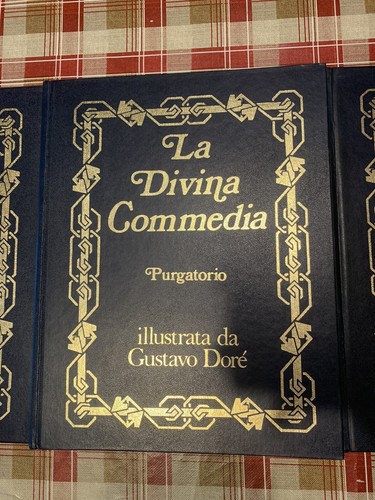 La
Divina
Commedia
Purgatorio
illustrata da
Gustavo Doré